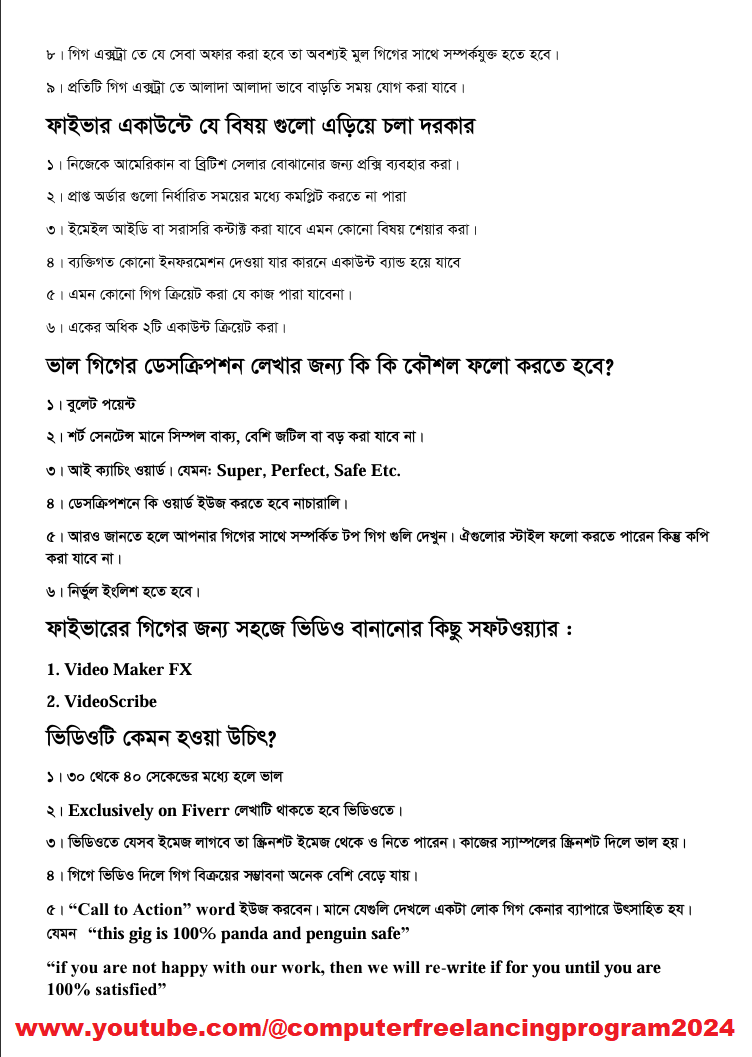 ৮। গিগ এক্সট্রা তে যে সেবা অফার করা হবে তা অবশ্যই মুল গিগের সাথে সম্পর্কযুক্ত হতে হবে।
৯। প্রতিটি গিগ এক্সট্রা তে আলাদা আলাদা ভাবে বাড়তি সময় যোগ করা যাবে।
ফাইভার একাউন্টে যে বিষয় গুলো এড়িয়ে চলা দরকার
১। নিজেকে আমেরিকান বা ব্রিটিশ সেলার বোঝানোর জন্য প্রক্সি ব্যবহার করা।
২। প্রাপ্ত অর্ডার গুলো নির্ধারিত সময়ের মধ্যে কমপ্লিট করতে না পারা
৩। ইমেইল আইডি বা সরাসরি কন্টাক্ট করা যাবে এমন কোনো বিষয় শেয়ার করা।
৪। ব্যক্তিগত কোনো ইনফরমেশন দেওয়া যার কারনে একাউন্ট ব্যান্ড হয়ে যাবে
৫। এমন কোনো গিগ ক্রিয়েট করা যে কাজ পারা যাবেনা।
৬। একের অধিক ২টি একাউন্ট ক্রিয়েট করা।
ভাল গিগের ডেসক্রিপশন লেখার জন্য কি কি কৌশল ফলো করতে হবে?
১। বুলেট পয়েন্ট
২। শর্ট সেনটেন্স মানে সিম্পল বাক্য, বেশি জটিল বা বড় করা যাবে না।
৩। আই ক্যাচিং ওয়ার্ড। যেমন: Super, Perfect, Safe Etc.
৪। ডেসক্রিপশনে কি ওয়ার্ড ইউজ করতে হবে নাচারালি।
৫। আরও জানতে হলে আপনার গিগের সাথে সম্পর্কিত টপ গিগ গুলি দেখুন। ঐগুলোর স্টাইল ফলো করতে পারেন কিন্তু কপি
করা যাবে না।
৬। নির্ভুল ইংলিশ হতে হবে।
ফাইভারের গিগের জন্য সহজে ভিডিও বানানোর কিছু সফটওয়্যার :
1. Video Maker FX
2. VideoScribe
ভিডিওটি কেমন হওয়া উচিৎ?
১। ৩০ থেকে ৪০ সেকেন্ডের মধ্যে হলে ভাল
২। Exclusively on Fiverr লেখাটি থাকতে হবে ভিডিওতে।
৩। ভিডিওতে যেসব ইমেজ লাগবে তা স্ক্রিনশট ইমেজ থেকে ও নিতে পারেন। কাজের স্যাম্পলের স্ক্রিনশট দিলে ভাল হয়।
৪। গিগে ভিডিও দিলে গিগ বিক্রয়ের সম্ভাবনা অনেক বেশি বেড়ে যায়।
৫। “Call to Action” word ইউজ করবেন। মানে যেগুলি দেখলে একটা লোক গিগ কেনার ব্যাপারে উৎসাহিত হয।
যেমন “this gig is 100% panda and penguin safe”
“if you are not happy with our work, then we will re-write if for you until you are
100% satisfied”
www.youtube.com/@computerfreelancingprogram2024